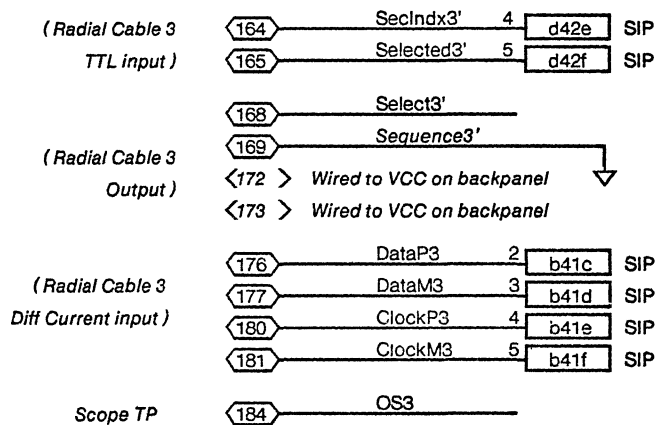 ( Radial Cable 3 164 SecIndx3' 4 d42e SIP
TTL input ) 165 Selected3' 5 d42f SIP
168 Select3'
( Radial Cable 3 169 Sequence3'
Output ) 172 Wired to VCC on backpanel
173 Wired to VCC on backpanel
176 DataP3 2 b41c SIP
( Radial Cable 3 177 DataM3 3 b41d SIP
Diff Current input ) 180 ClockP3 4 b41e SIP
181 ClockM3 5 b41f SIP
Scope TP 184 OS3